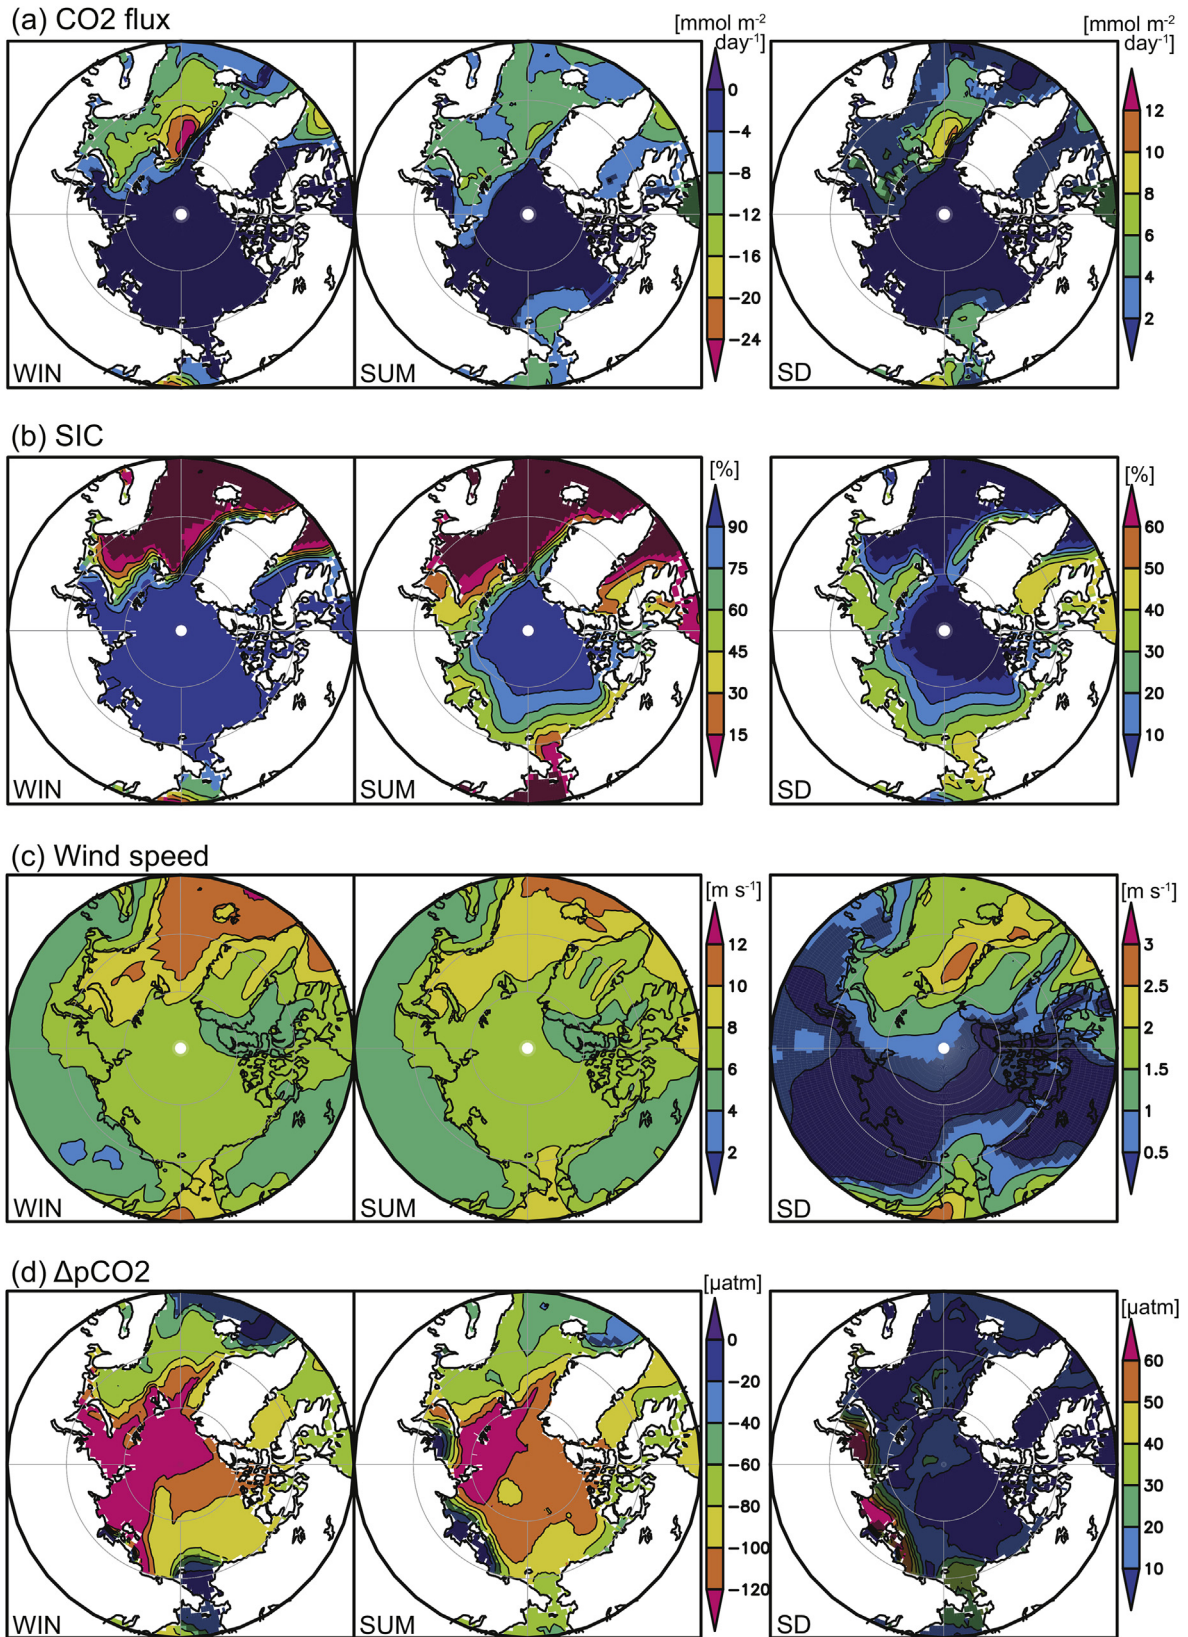 (a) CO2 flux
[mmol m-2
day-1]
[mmol m-2
day-1]
0
−4
−8
−12
−16
−20
−24
12
10
8
6
4
2
WIN
SUM
SD
(b) SIC
[%]
[%]
90
75
60
45
30
15
60
50
40
30
20
10
WIN
SUM
SD
(c) Wind speed
[m s-1]
[m s-1]
12
10
8
6
4
2
3
2.5
2
1.5
1
0.5
WIN
SUM
SD
(d) ΔpCO2
[µatm]
[µatm]
0
−20
−40
−60
−80
−100
−120
60
50
40
30
20
10
WIN
SUM
SD